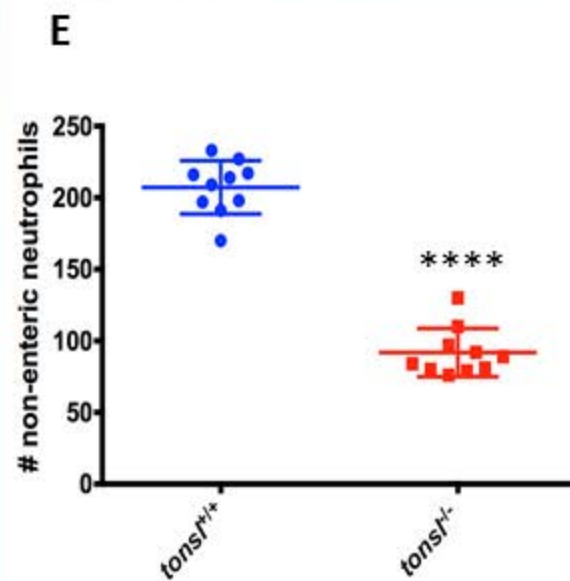 E
# non-enteric neutrophils
250
200
150
100
50
0
****
tonsl+/+
tonsl-/-